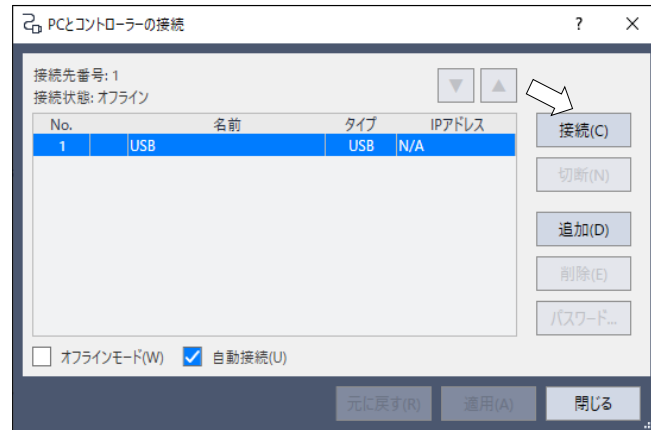 PCとコントローラーの接続
接続先番号: 1
接続状態: オフライン
No. 名前 タイプ IPアドレス
1 USB USB N/A
接続(C)
切断(N)
追加(D)
削除(E)
パスワード...
オフラインモード(W) 自動接続(U)
元に戻す(R) 適用(A) 閉じる